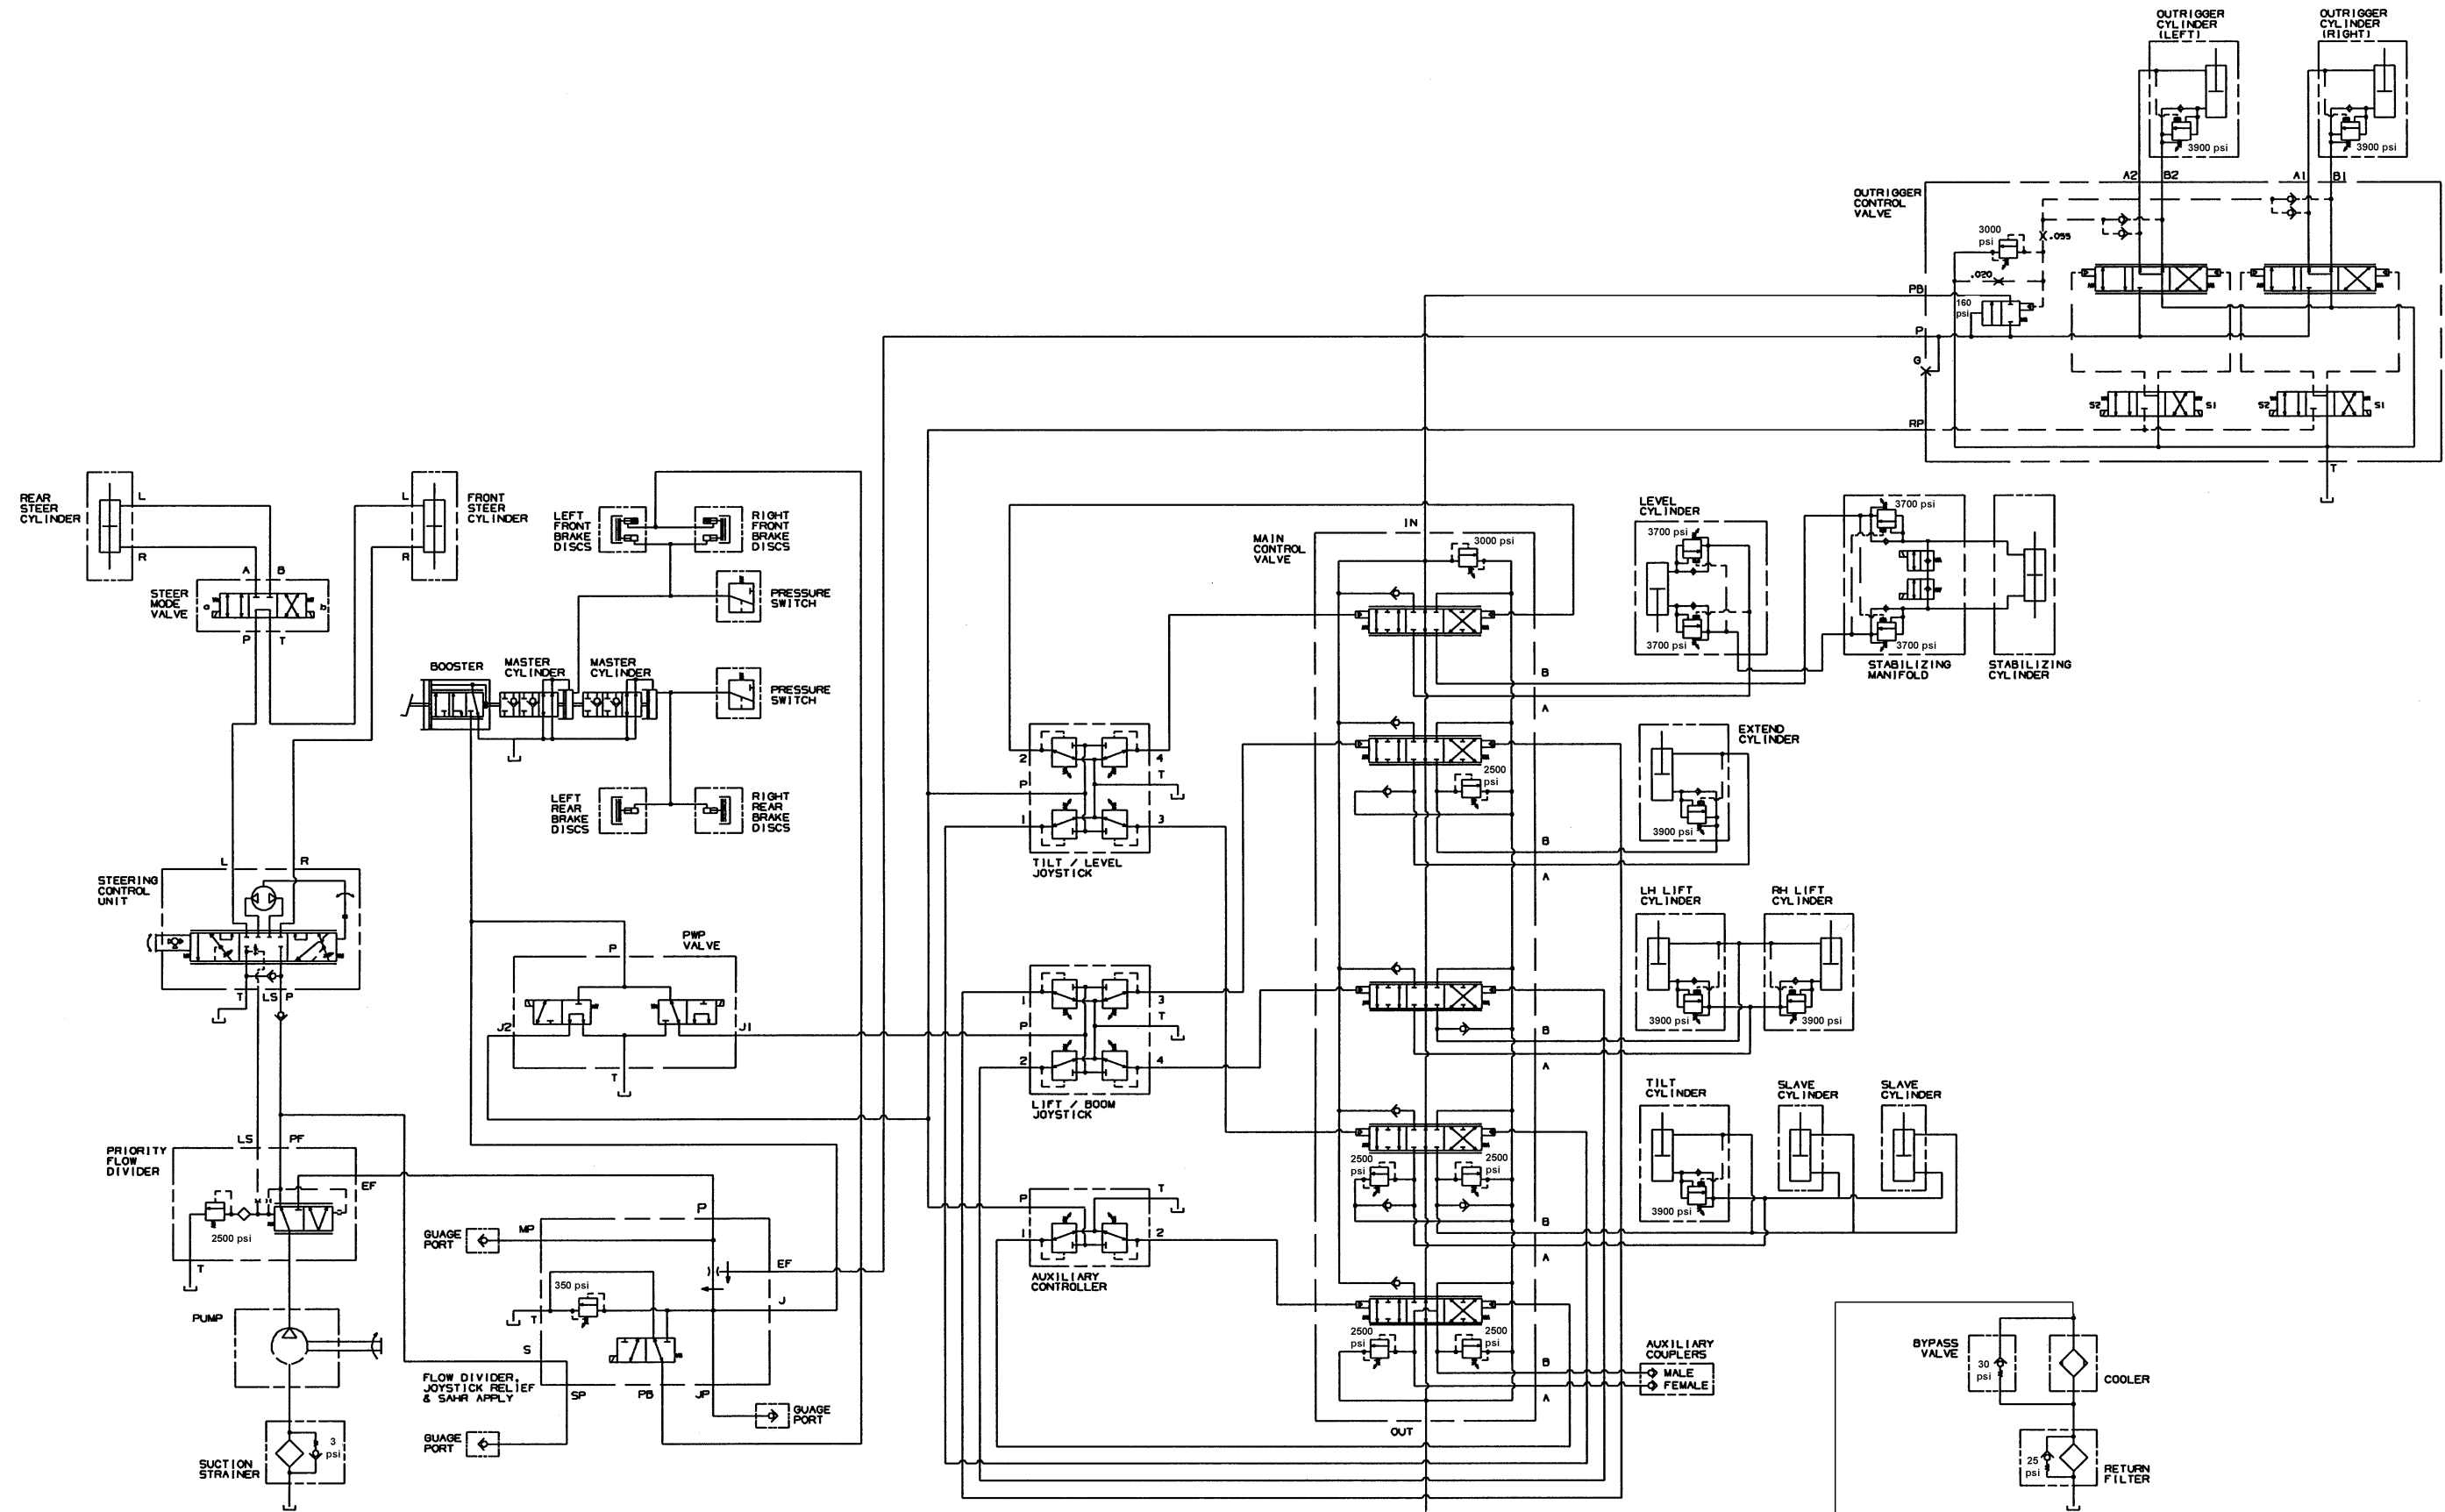 OUTRIGGER
CYLINDER
(LEFT)
OUTRIGGER
CYLINDER
(RIGHT)
3900 psi
3900 psi
A2
B2
A1
B1
OUTRIGGER
CONTROL
VALVE
3000
psi
.055
.020
PB
160
psi
P
G
S2
S1
S2
S1
RP
T
REAR
STEER
CYLINDER
L
R
L
R
FRONT
STEER
CYLINDER
A
B
STEER
MODE
VALVE
a
b
P
T
LEFT
FRONT
BRAKE
DISCS
RIGHT
FRONT
BRAKE
DISCS
PRESSURE
SWITCH
BOOSTER
MASTER
CYLINDER
MASTER
CYLINDER
PRESSURE
SWITCH
LEFT
REAR
BRAKE
DISCS
RIGHT
REAR
BRAKE
DISCS
MAIN
CONTROL
VALVE
IN
3000 psi
LEVEL
CYLINDER
3700 psi
3700 psi
3700 psi
3700 psi
STABILIZING
MANIFOLD
STABILIZING
CYLINDER
B
A
2
4
T
P
1
3
TILT / LEVEL
JOYSTICK
2500
psi
EXTEND
CYLINDER
3900 psi
B
A
L
R
STEERING
CONTROL
UNIT
T
LS
P
PWP
VALVE
P
J2
J1
T
1
3
P
T
2
4
LIFT / BOOM
JOYSTICK
LH LIFT
CYLINDER
RH LIFT
CYLINDER
3900 psi
3900 psi
B
A
PRIORITY
FLOW
DIVIDER
LS
PF
EF
2500 psi
T
TILT
CYLINDER
SLAVE
CYLINDER
SLAVE
CYLINDER
2500
psi
2500
psi
3900 psi
B
A
P
T
1
2
AUXILIARY
CONTROLLER
GUAGE
PORT
MP
P
EF
350 psi
J
T
S
PUMP
FLOW DIVIDER,
JOYSTICK RELIEF
& SAHR APPLY
SP
PB
JP
GUAGE
PORT
GUAGE
PORT
2500
psi
2500
psi
B
A
AUXILIARY
COUPLERS
MALE
FEMALE
OUT
SUCTION
STRAINER
3
psi
BYPASS
VALVE
30
psi
COOLER
25
psi
RETURN
FILTER